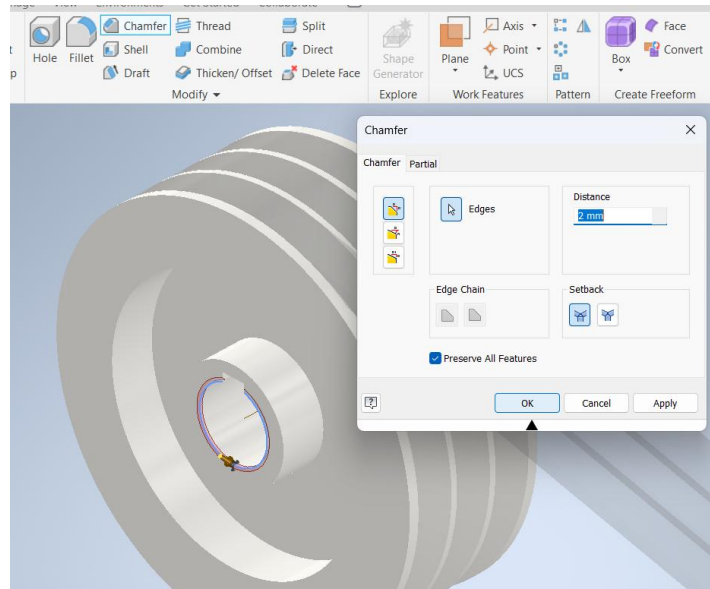 Chamfer Thread Split Axis Face
Hole Fillet Shell Combine Direct Shape Generator Plane Point Box Convert
Draft Thicken/ Offset Delete Face UCS
Modify Explore Work Features Pattern Create Freeform
Chamfer
Chamfer Partial
Edges
Distance
2 mm
Edge Chain
Setback
Preserve All Features
OK Cancel Apply